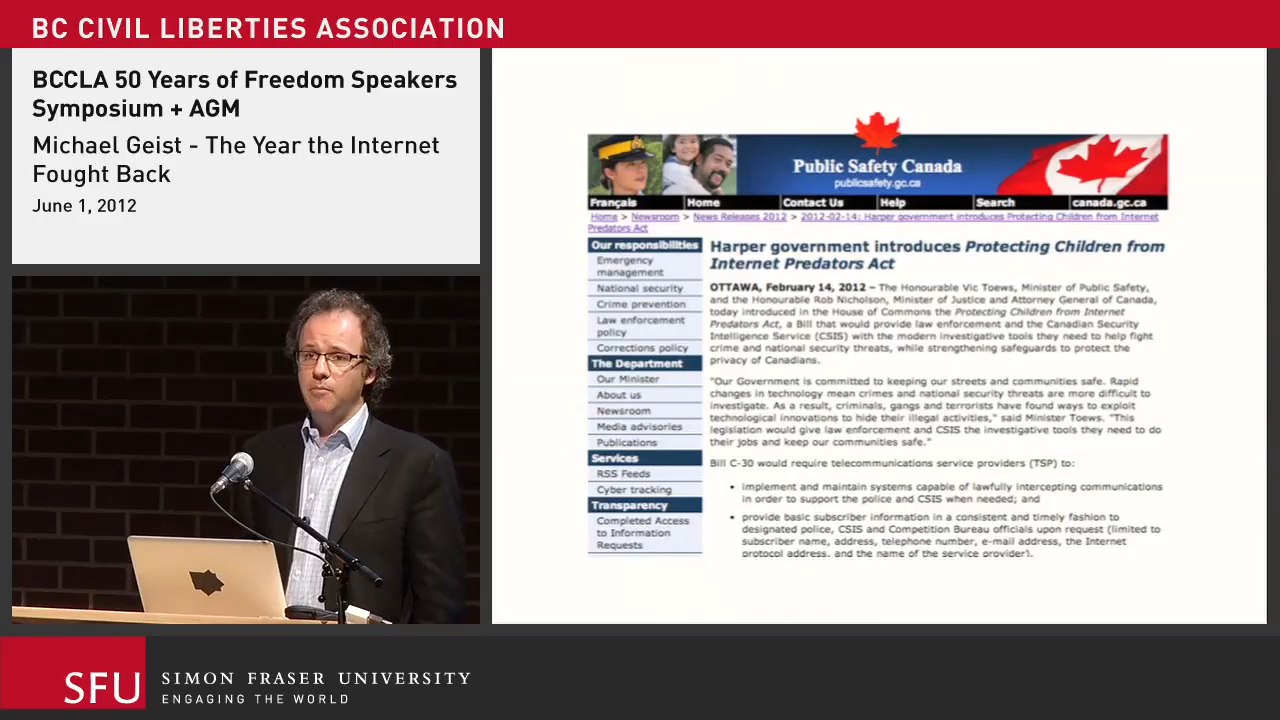 BC CIVIL LIBERTIES ASSOCIATION
BCCLA 50 Years of Freedom Speakers
Symposium + AGM
Michael Geist - The Year the Internet
Fought Back
June 1, 2012
Public Safety Canada
publicsafety.gc.ca
Français Home Contact Us Help Search canada.gc.ca
Home > Newsroom > News Releases 2012 > 2012-02-14: Harper government introduces Protecting Children from Internet
Predators Act
Our responsibilities
Emergency
management
National security
Crime prevention
Law enforcement
policy
Corrections policy
The Department
Our Minister
About us
Newsroom
Media advisories
Publications
Services
RSS Feeds
Cyber tracking
Transparency
Completed Access
to Information
Requests
Harper government introduces Protecting Children from
Internet Predators Act
OTTAWA, February 14, 2012 – The Honourable Vic Toews, Minister of Public Safety,
and the Honourable Rob Nicholson, Minister of Justice and Attorney General of Canada,
today introduced in the House of Commons the Protecting Children from Internet
Predators Act, a Bill that would provide law enforcement and the Canadian Security
Intelligence Service (CSIS) with the modern investigative tools they need to help fight
crime and national security threats, while strengthening safeguards to protect the
privacy of Canadians.
"Our Government is committed to keeping our streets and communities safe. Rapid
changes in technology mean crimes and national security threats are more difficult to
investigate. As a result, criminals, gangs and terrorists have found ways to exploit
technological innovations to hide their illegal activities," said Minister Toews. "This
legislation would give law enforcement and CSIS the investigative tools they need to do
their jobs and keep our communities safe."
Bill C-30 would require telecommunications service providers (TSP) to:
• implement and maintain systems capable of lawfully intercepting communications
in order to support the police and CSIS when needed; and
• provide basic subscriber information in a consistent and timely fashion to
designated police, CSIS and Competition Bureau officials upon request (limited to
subscriber name, address, telephone number, e-mail address, the Internet
protocol address, and the name of the service provider).
SFU SIMON FRASER UNIVERSITY
ENGAGING THE WORLD